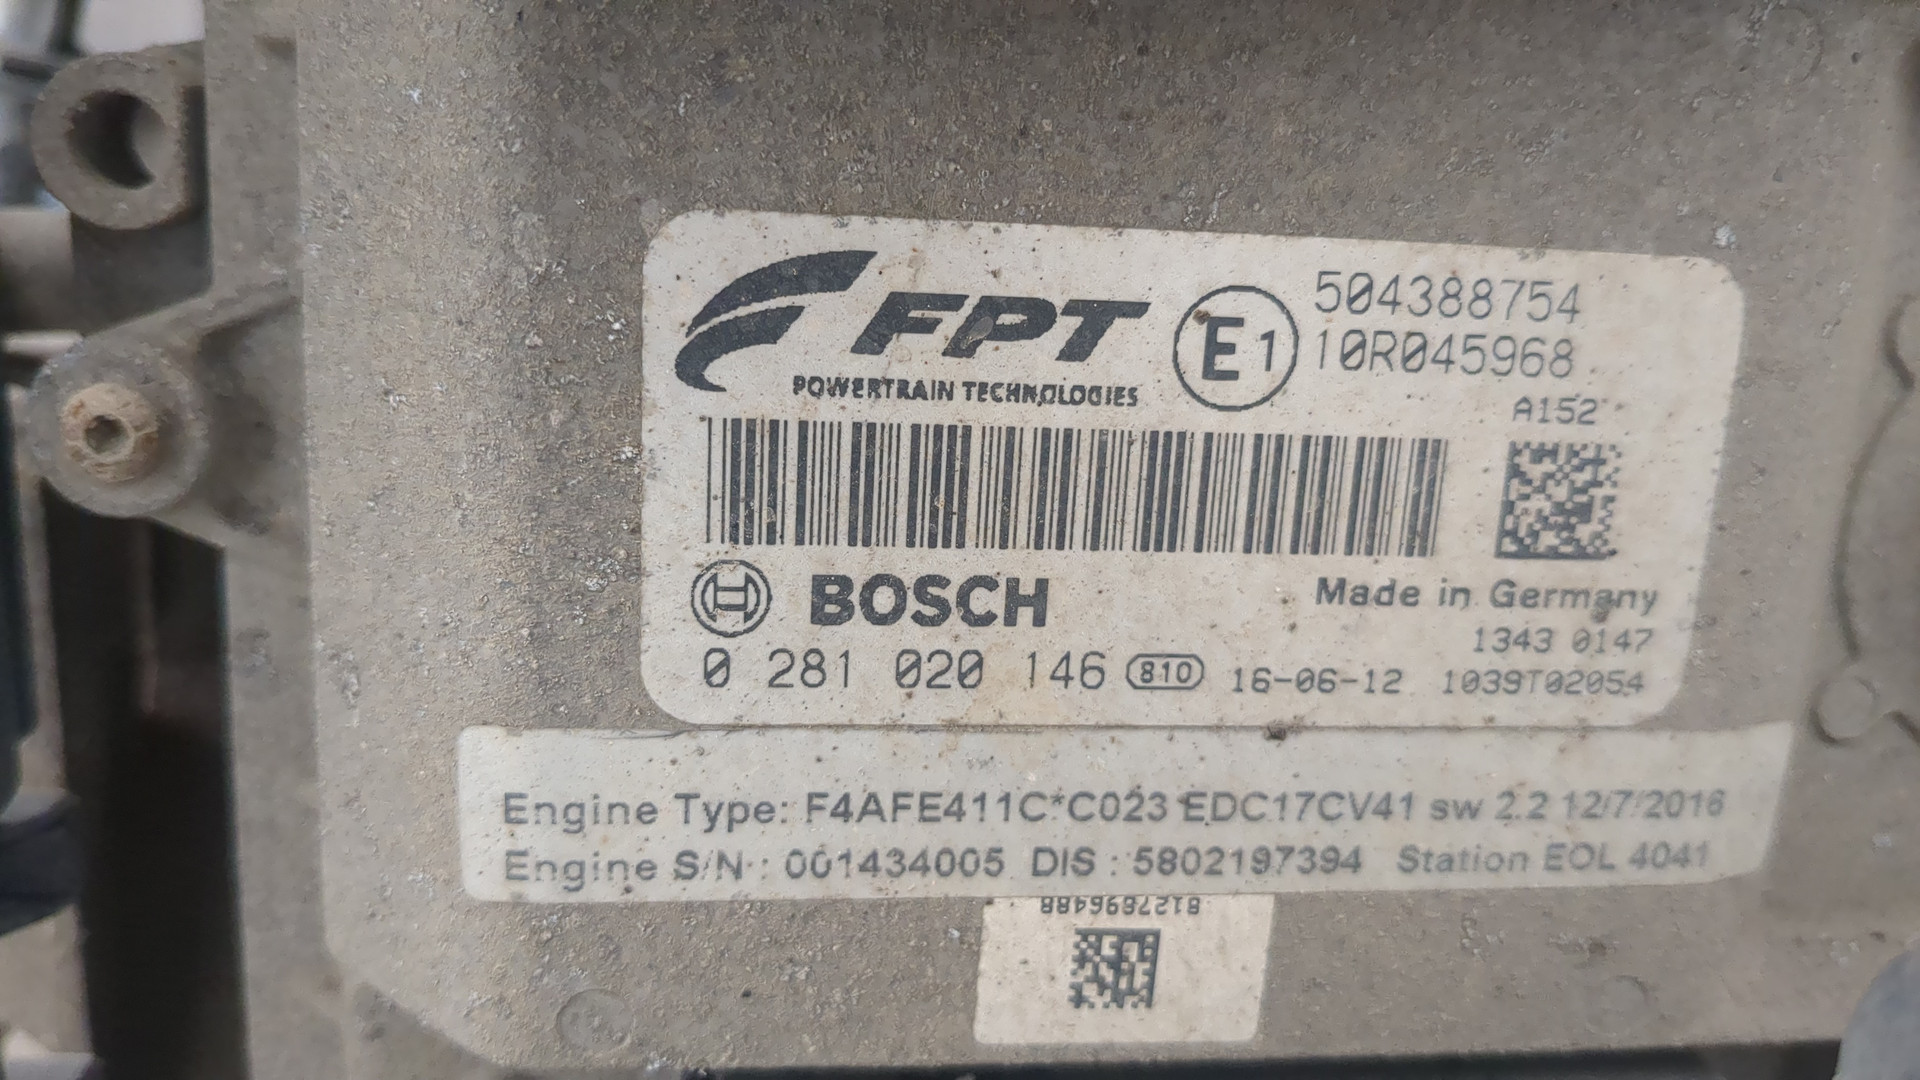 FPT
POWERTRAIN TECHNOLOGIES
E1
504388754
10R045968
A152
BOSCH
Made in Germany
1343 0147
0 281 020 146 810 16-06-12 1039T02054
Engine Type: F4AFE411C*C023 EDC17CV41 sw 2.2 12/7/2016
Engine S/N : 001434005 DIS : 5802197394 Station EOL 4041